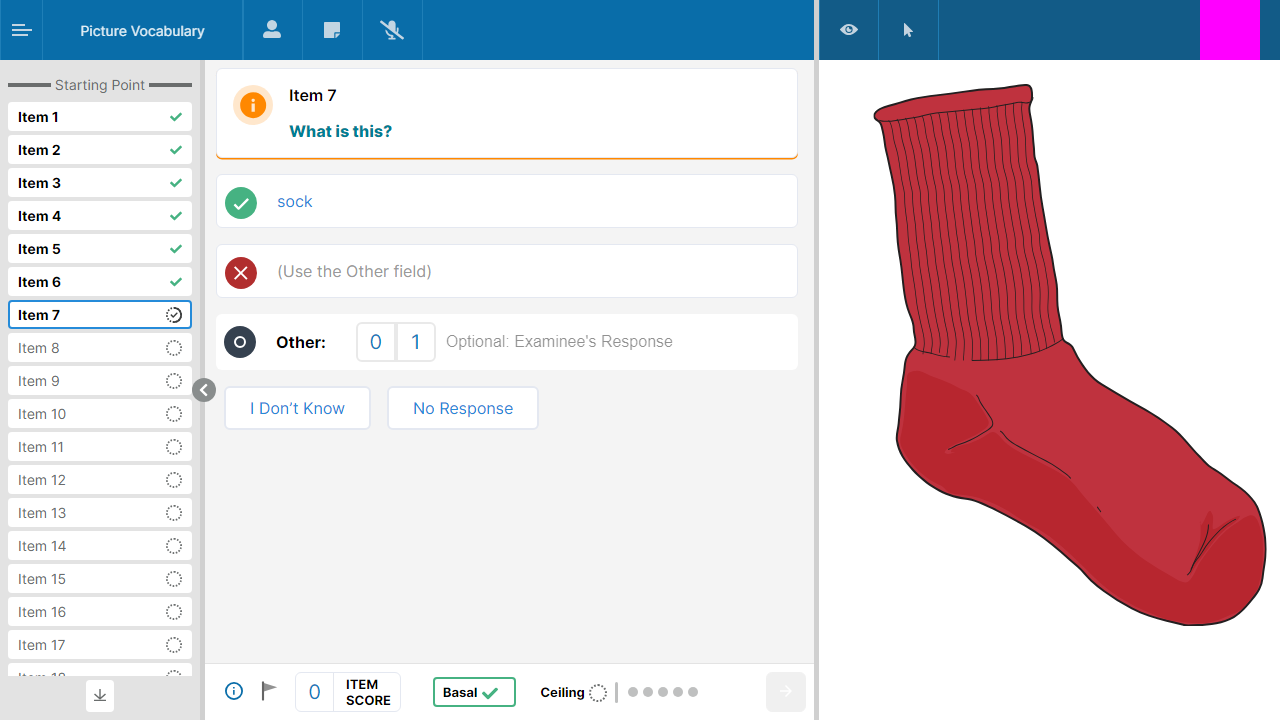 Picture Vocabulary
Starting Point
Item 1
Item 2
Item 3
Item 4
Item 5
Item 6
Item 7
Item 8
Item 9
Item 10
Item 11
Item 12
Item 13
Item 14
Item 15
Item 16
Item 17
Item 7
What is this?
sock
(Use the Other field)
Other: 0 1 Optional: Examinee's Response
I Don't Know No Response
0 ITEM SCORE
Basal
Ceiling